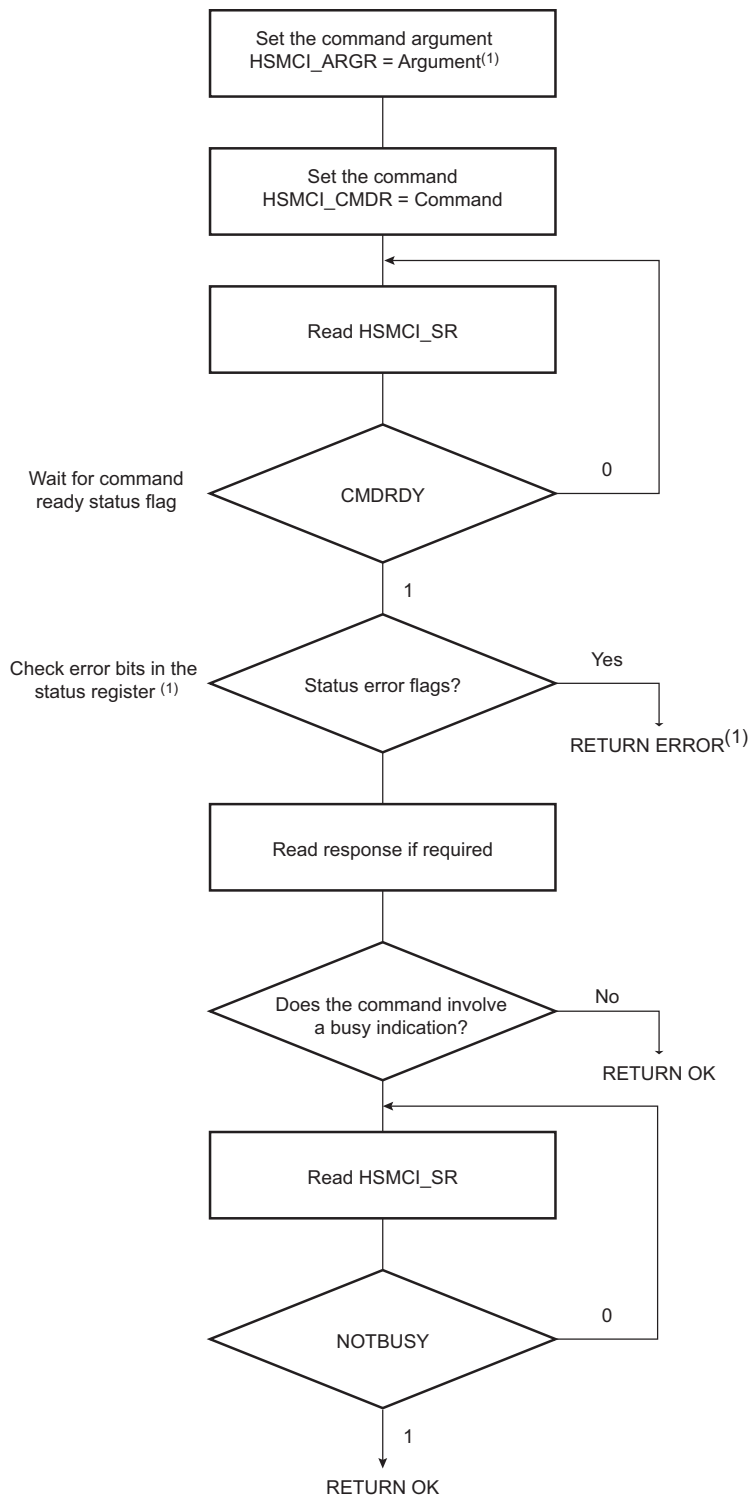 Set the command argument
HSMCI_ARGR = Argument(1)
Set the command
HSMCI_CMDR = Command
Read HSMCI_SR
Wait for command
ready status flag
CMDRDY
0
1
Check error bits in the
status register (1)
Status error flags?
Yes
RETURN ERROR(1)
Read response if required
Does the command involve
a busy indication?
No
RETURN OK
Read HSMCI_SR
NOTBUSY
0
1
RETURN OK